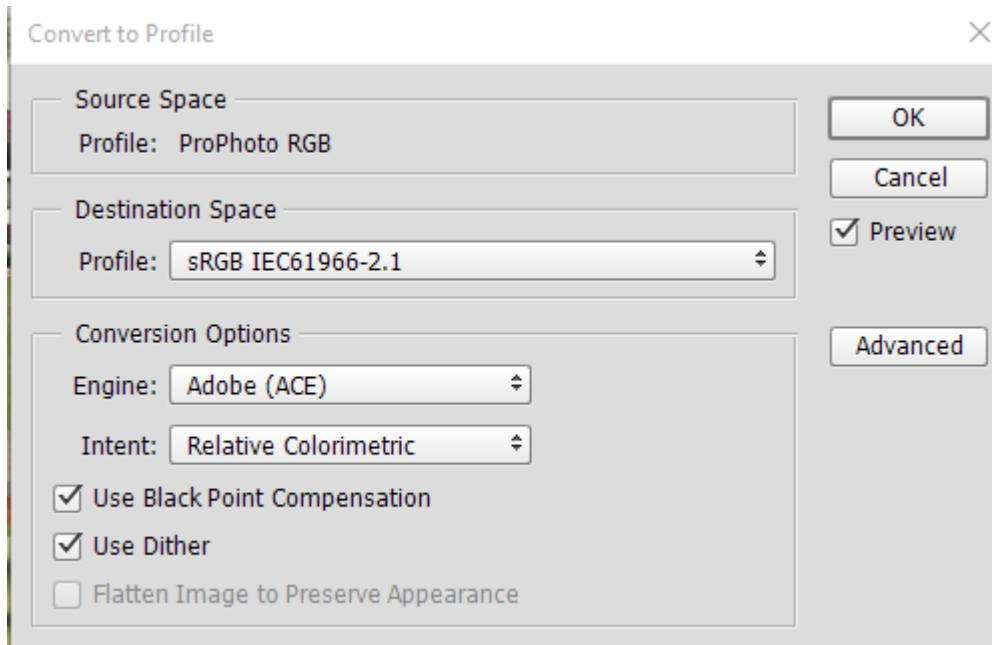 Convert to Profile
Source Space
Profile: ProPhoto RGB
Destination Space
Profile: sRGB IEC61966-2.1
Conversion Options
Engine: Adobe (ACE)
Intent: Relative Colorimetric
Use Black Point Compensation
Use Dither
Flatten Image to Preserve Appearance
OK
Cancel
Preview
Advanced